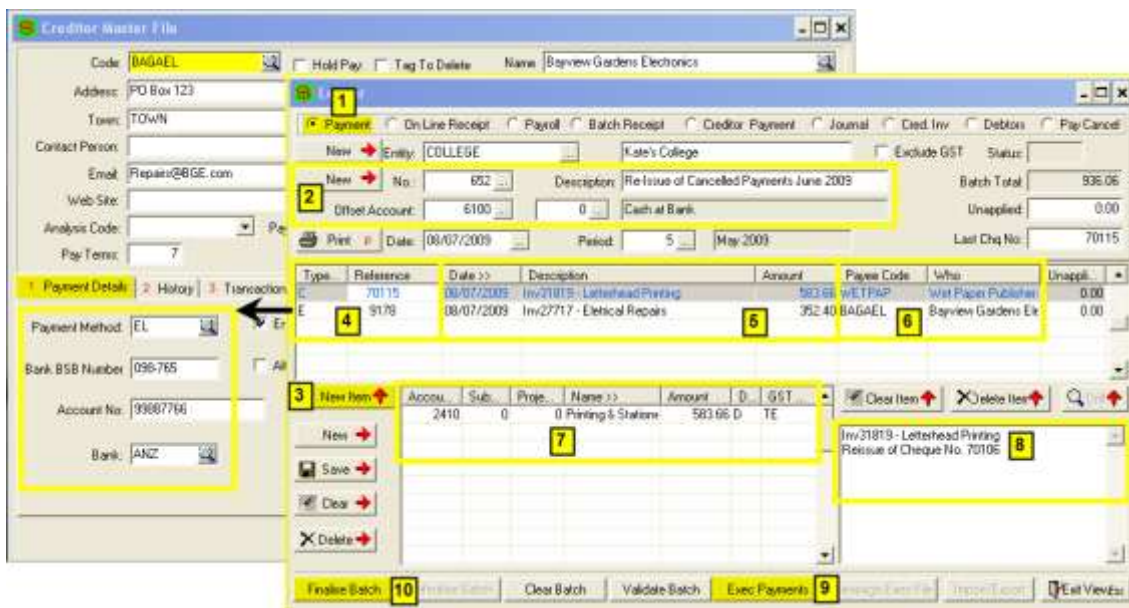 Creditor Master File
Code: BAGAEL Hold Pay Tag To Delete Name Bayview Gardens Electronics
Address: PO Box 123
Town: TOWN
Contact Person:
Email: Repairs@BGE.com
Web Site:
Analysis Code:
Pay Terms: 7
1 Payment Details 2 History 3 Transaction
Payment Method: EL
Bank BSB Number 098-765
Account No: 99887766
Bank: ANZ
1
Payment On Line Receipt Payroll Batch Receipt Creditor Payment Journal Cred. Inv Debtors Pay Cancel
New Entity: COLLEGE ... Kate's College Exclude GST Status:
2 New No.: 652 ... Description: Re-Issue of Cancelled Payments June 2009 Batch Total: 936.06
Offset Account: 6100 ... 0 ... Cash at Bank Unapplied: 0.00
Print P Date: 08/07/2009 ... Period: 5 ... May 2009 Last Chq No: 70115
Type... Reference Date >> Description Amount Payee Code Who Unappli...
C 70115 08/07/2009 Inv31819 - Letterhead Printing 583.66 WETPAP Wet Paper Publisher 0.00
E 9178 08/07/2009 Inv27717 - Eletrical Repairs 352.40 BAGAEL Bayview Gardens Ele 0.00
4 5 6
3 New Item Accou... Sub... Proje... Name >> Amount D... GST... Clear Item Delete Item
2410 0 0 Printing & Statione 583.66 D TE
7
New
Save
Clear
Delete
Inv31819 - Letterhead Printing
Reissue of Cheque No. 70106
8
Finalise Batch 10 Clear Batch Validate Batch Exec Payments 9 Import/Export Exit View